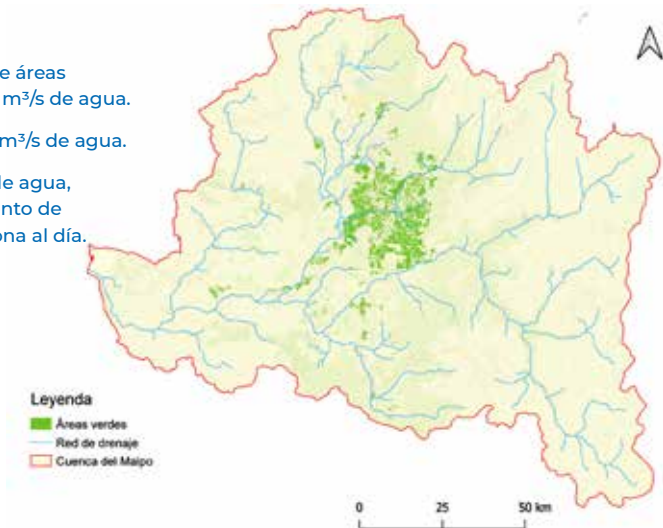 e áreas
m³/s de agua.
m³/s de agua.
de agua,
nto de
ona al día.
Leyenda
Áreas verdes
Red de drenaje
Cuenca del Maipo
0 25 50 km